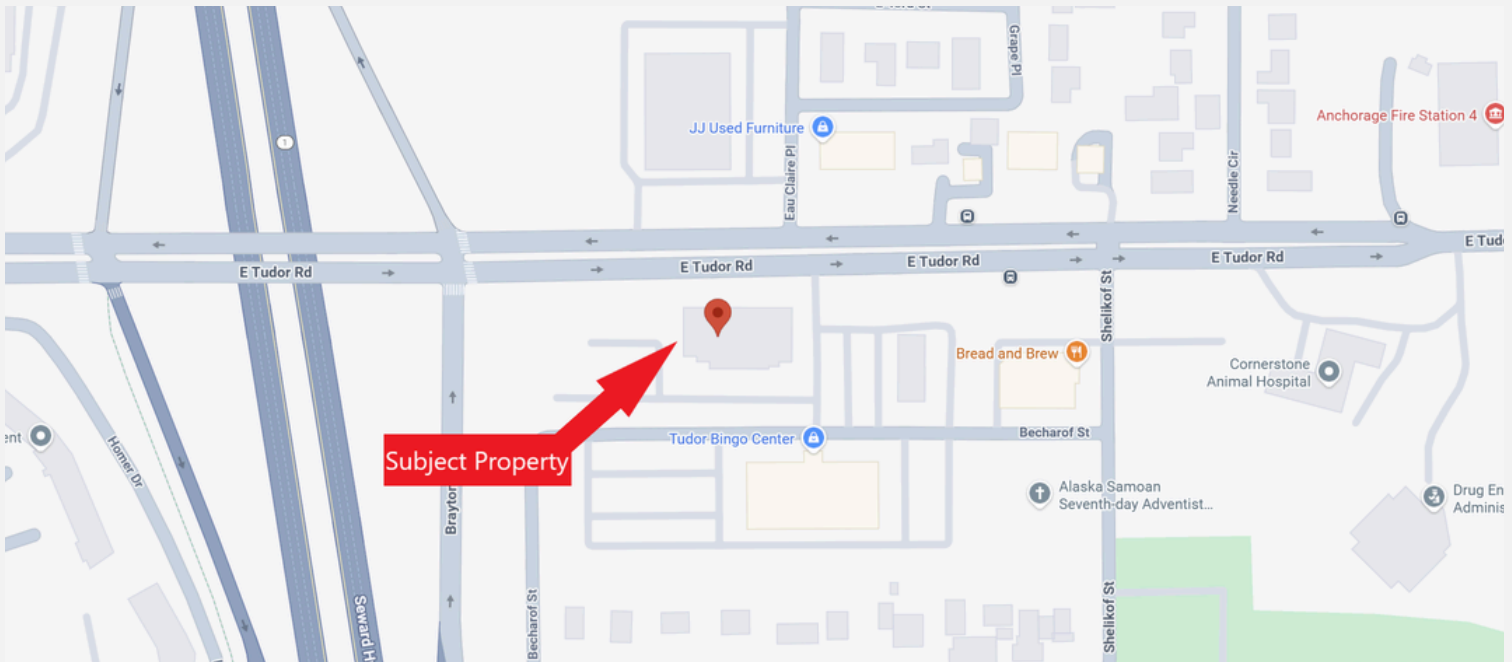 Grape Pl
Anchorage Fire Station 4
JJ Used Furniture
1
Eau Claire Pl
Needle Cir
E Tudor Rd
E Tudor Rd
E Tudor Rd
E Tudor Rd
E Tud
Shelikof St
Bread and Brew
Cornerstone
Animal Hospital
Becharof St
Tudor Bingo Center
Subject Property
ent
Homer Dr
Brayton
Alaska Samoan
Seventh-day Adventist...
Drug En
Adminis
Seward H
Becharof St
Shelikof St